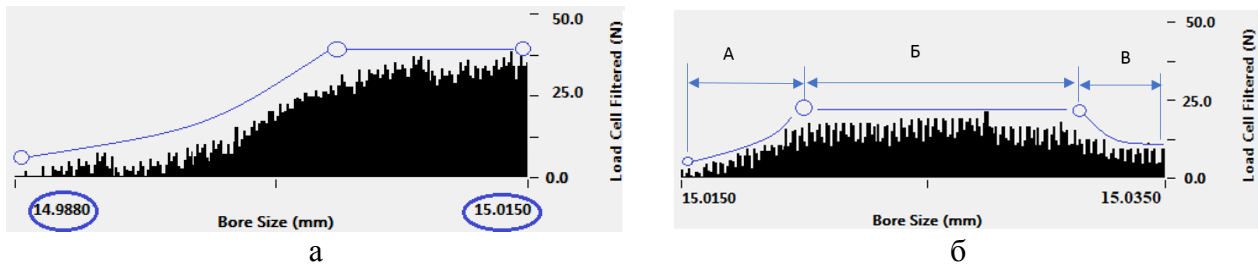 50.0
25.0
0.0
Load Cell Filtered (N)
14.9880
15.0150
Bore Size (mm)
а
А
Б
В
50.0
25.0
0.0
Load Cell Filtered (N)
15.0150
15.0350
Bore Size (mm)
б